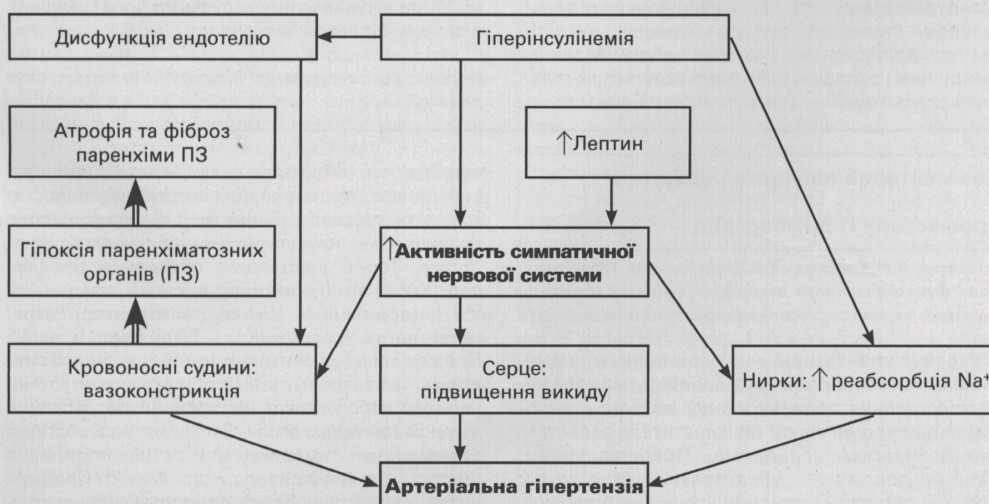 Дисфункція ендотелію
Гіперінсулінемія
Атрофія та фіброз
паренхіми ПЗ
↑Лептин
Гіпоксія паренхіматозних
органів (ПЗ)
↑Активність симпатичної
нервової системи
Кровоносні судини:
вазоконстрикція
Серце:
підвищення викиду
Нирки: ↑ реабсорбція Na⁺
Артеріальна гіпертензія